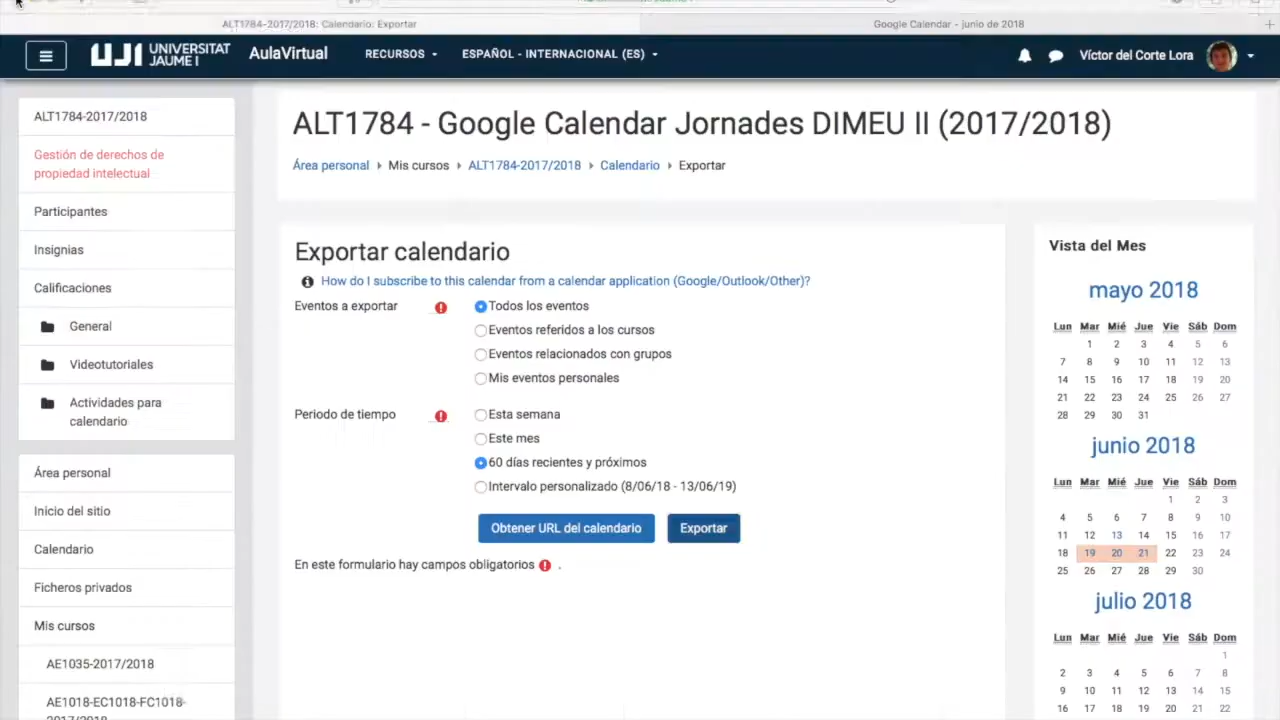 ALT1784-2017/2018: Calendario: Exportar
Google Calendar - junio de 2018
UJI UNIVERSITAT JAUME I
AulaVirtual
RECURSOS
ESPAÑOL - INTERNACIONAL (ES)
Víctor del Corte Lora
ALT1784-2017/2018
Gestión de derechos de
propiedad intelectual
Participantes
Insignias
Calificaciones
General
Videotutoriales
Actividades para
calendario
Área personal
Inicio del sitio
Calendario
Ficheros privados
Mis cursos
AE1035-2017/2018
AE1018-EC1018-FC1018-
2017/2018
ALT1784 - Google Calendar Jornades DIMEU II (2017/2018)
Área personal Mis cursos ALT1784-2017/2018 Calendario Exportar
Exportar calendario
How do I subscribe to this calendar from a calendar application (Google/Outlook/Other)?
Eventos a exportar
Todos los eventos
Eventos referidos a los cursos
Eventos relacionados con grupos
Mis eventos personales
Periodo de tiempo
Esta semana
Este mes
60 días recientes y próximos
Intervalo personalizado (8/06/18 - 13/06/19)
Obtener URL del calendario
Exportar
En este formulario hay campos obligatorios .
Vista del Mes
mayo 2018
Lun Mar Mié Jue Vie Sáb Dom
1 2 3 4 5 6
7 8 9 10 11 12 13
14 15 16 17 18 19 20
21 22 23 24 25 26 27
28 29 30 31
junio 2018
Lun Mar Mié Jue Vie Sáb Dom
1 2 3
4 5 6 7 8 9 10
11 12 13 14 15 16 17
18 19 20 21 22 23 24
25 26 27 28 29 30
julio 2018
Lun Mar Mié Jue Vie Sáb Dom
1
2 3 4 5 6 7 8
9 10 11 12 13 14 15
16 17 18 19 20 21 22